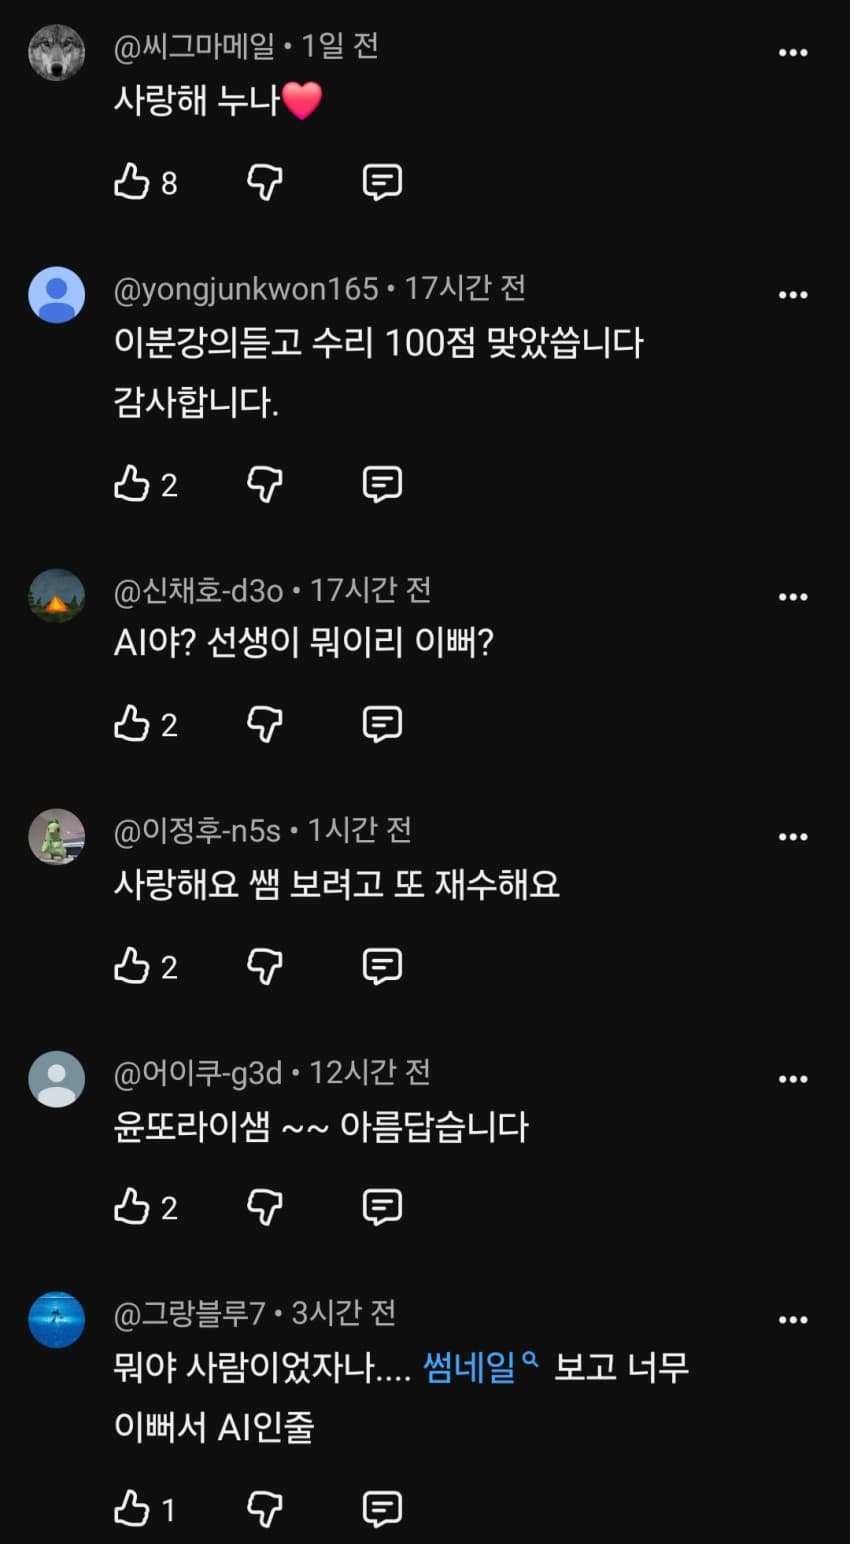 @씨그마메일 • 1일 전
사랑해 누나❤️
8
@yongjunkwon165 • 17시간 전
이분강의듣고 수리 100점 맞았씁니다
감사합니다.
2
@신채호-d3o • 17시간 전
AI야? 선생이 뭐이리 이뻐?
2
@이정후-n5s • 1시간 전
사랑해요 쌤 보려고 또 재수해요
2
@어이쿠-g3d • 12시간 전
윤또라이샘 ~~ 아름답습니다
2
@그랑블루7 • 3시간 전
뭐야 사람이었자나.... 썸네일 보고 너무
이뻐서 AI인줄
1